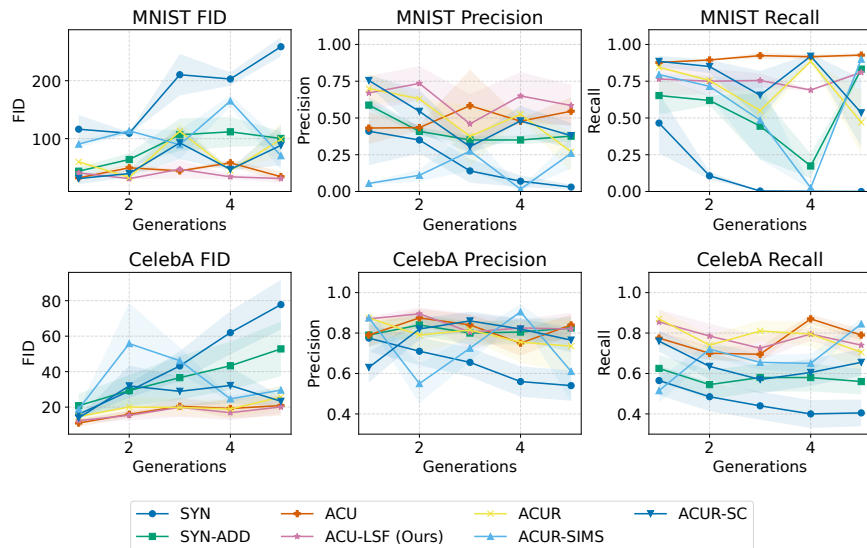 MNIST FID
MNIST Precision
MNIST Recall
FID
200
100
2
4
Generations
Precision
1.00
0.75
0.50
0.25
0.00
2
4
Generations
Recall
1.00
0.75
0.50
0.25
0.00
2
4
Generations
CelebA FID
CelebA Precision
CelebA Recall
FID
80
60
40
20
2
4
Generations
Precision
1.0
0.8
0.6
0.4
2
4
Generations
Recall
1.0
0.8
0.6
0.4
2
4
Generations
SYN
SYN-ADD
ACU
ACU-LSF (Ours)
ACUR
ACUR-SIMS
ACUR-SC